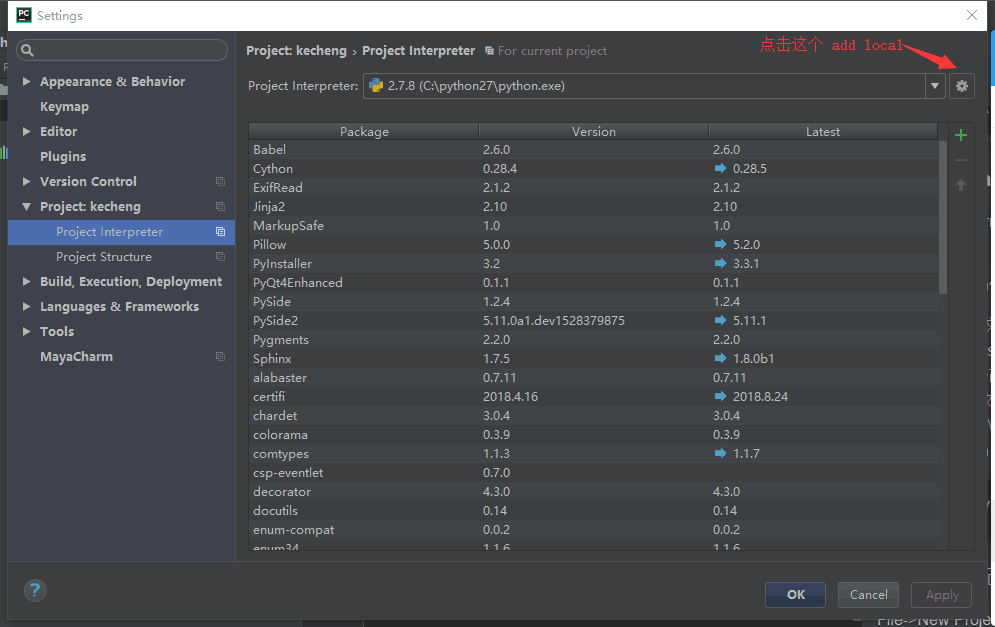 PC Settings
Project: kecheng › Project Interpreter For current project
点击这个 add local
Project Interpreter: 2.7.8 (C:\python27\python.exe)
Appearance & Behavior
Keymap
Editor
Plugins
Version Control
Project: kecheng
Project Interpreter
Project Structure
Build, Execution, Deployment
Languages & Frameworks
Tools
MayaCharm
Package Version Latest
Babel 2.6.0 2.6.0
Cython 0.28.4 0.28.5
ExifRead 2.1.2 2.1.2
Jinja2 2.10 2.10
MarkupSafe 1.0 1.0
Pillow 5.0.0 5.2.0
PyInstaller 3.2 3.3.1
PyQt4Enhanced 0.1.1 0.1.1
PySide 1.2.4 1.2.4
PySide2 5.11.0a1.dev1528379875 5.11.1
Pygments 2.2.0 2.2.0
Sphinx 1.7.5 1.8.0b1
alabaster 0.7.11 0.7.11
certifi 2018.4.16 2018.8.24
chardet 3.0.4 3.0.4
colorama 0.3.9 0.3.9
comtypes 1.1.3 1.1.7
csp-eventlet 0.7.0
decorator 4.3.0 4.3.0
docutils 0.14 0.14
enum-compat 0.0.2 0.0.2
enum34 1.1.6 1.1.6
?
OK Cancel Apply
File->New Proje